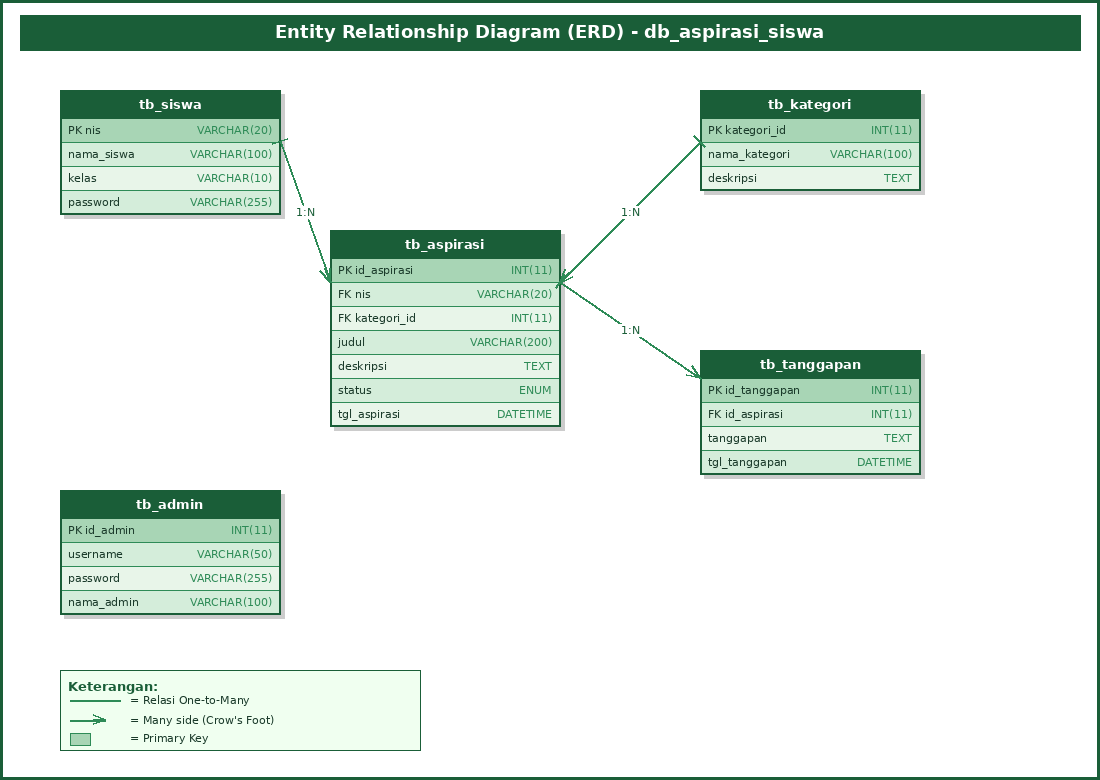 Entity Relationship Diagram (ERD) - db_aspirasi_siswa
tb_siswa
PK nis VARCHAR(20)
nama_siswa VARCHAR(100)
kelas VARCHAR(10)
password VARCHAR(255)
tb_kategori
PK kategori_id INT(11)
nama_kategori VARCHAR(100)
deskripsi TEXT
1:N
1:N
tb_aspirasi
PK id_aspirasi INT(11)
FK nis VARCHAR(20)
FK kategori_id INT(11)
judul VARCHAR(200)
deskripsi TEXT
status ENUM
tgl_aspirasi DATETIME
1:N
tb_tanggapan
PK id_tanggapan INT(11)
FK id_aspirasi INT(11)
tanggapan TEXT
tgl_tanggapan DATETIME
tb_admin
PK id_admin INT(11)
username VARCHAR(50)
password VARCHAR(255)
nama_admin VARCHAR(100)
Keterangan:
= Relasi One-to-Many
= Many side (Crow's Foot)
= Primary Key